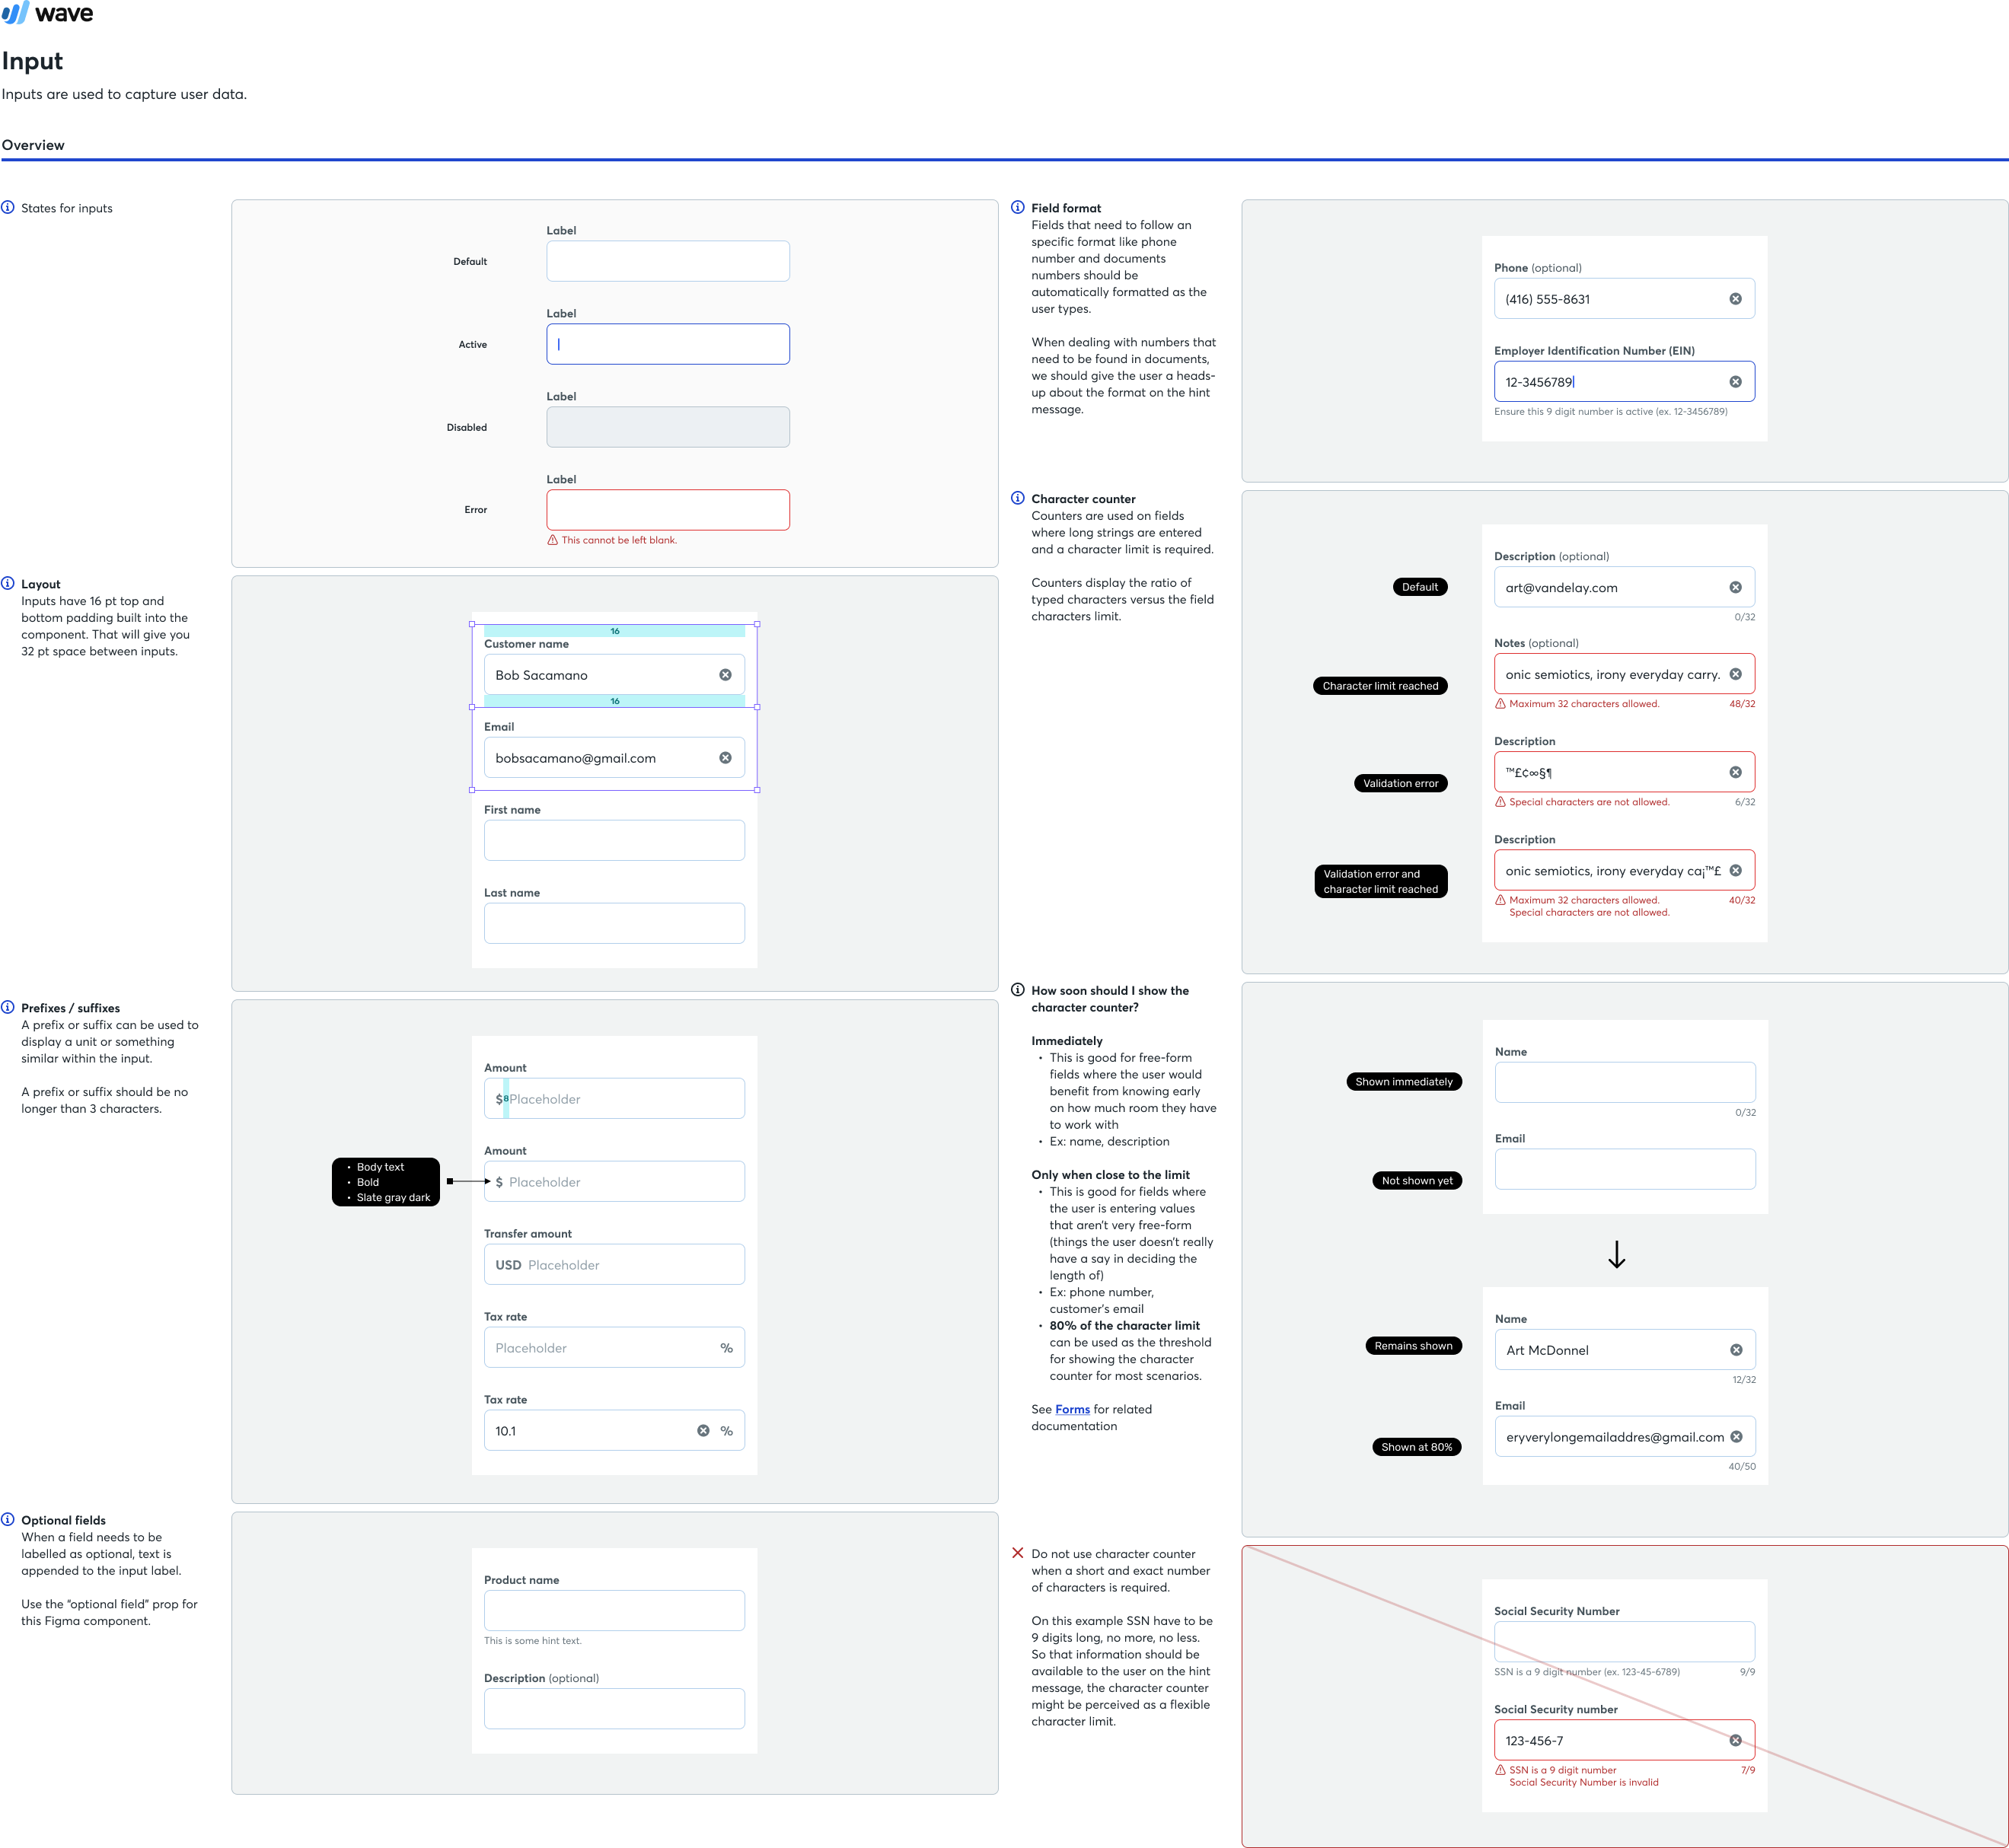 wave
Input
Inputs are used to capture user data.
Overview
States for inputs
Label
Default
Label
Active
Label
Disabled
Label
Error
This cannot be left blank.
Layout
Inputs have 16 pt top and
bottom padding built into the
component. That will give you
32 pt space between inputs.
16
Customer name
Bob Sacamano
16
Email
bobsacamano@gmail.com
First name
Last name
Prefixes / suffixes
A prefix or suffix can be used to
display a unit or something
similar within the input.
A prefix or suffix should be no
longer than 3 characters.
Amount
$ 8 Placeholder
Amount
• Body text
• Bold
• Slate gray dark
$ Placeholder
Transfer amount
USD Placeholder
Tax rate
Placeholder %
Tax rate
10.1 %
Optional fields
When a field needs to be
labelled as optional, text is
appended to the input label.
Use the “optional field” prop for
this Figma component.
Product name
This is some hint text.
Description (optional)
Field format
Fields that need to follow an
specific format like phone
number and documents
numbers should be
automatically formatted as the
user types.
When dealing with numbers that
need to be found in documents,
we should give the user a heads-
up about the format on the hint
message.
Phone (optional)
(416) 555-8631
Employer Identification Number (EIN)
12-3456789
Ensure this 9 digit number is active (ex. 12-3456789)
Character counter
Counters are used on fields
where long strings are entered
and a character limit is required.
Counters display the ratio of
typed characters versus the field
characters limit.
Description (optional)
Default
art@vandelay.com
0/32
Notes (optional)
Character limit reached
onic semiotics, irony everyday carry.
Maximum 32 characters allowed. 48/32
Description
Validation error
™£¢∞§¶
Special characters are not allowed. 6/32
Description
Validation error and
character limit reached
onic semiotics, irony everyday ca¡™£
Maximum 32 characters allowed. 40/32
Special characters are not allowed.
How soon should I show the
character counter?
Immediately
• This is good for free-form
fields where the user would
benefit from knowing early
on how much room they have
to work with
• Ex: name, description
Only when close to the limit
• This is good for fields where
the user is entering values
that aren’t very free-form
(things the user doesn’t really
have a say in deciding the
length of)
• Ex: phone number,
customer’s email
• 80% of the character limit
can be used as the threshold
for showing the character
counter for most scenarios.
See Forms for related
documentation
Name
Shown immediately
0/32
Email
Not shown yet
Name
Remains shown
Art McDonnel
12/32
Email
Shown at 80%
eryverylongemailaddres@gmail.com
40/50
Do not use character counter
when a short and exact number
of characters is required.
On this example SSN have to be
9 digits long, no more, no less.
So that information should be
available to the user on the hint
message, the character counter
might be perceived as a flexible
character limit.
Social Security Number
SSN is a 9 digit number (ex. 123-45-6789) 9/9
Social Security number
123-456-7
SSN is a 9 digit number 7/9
Social Security Number is invalid